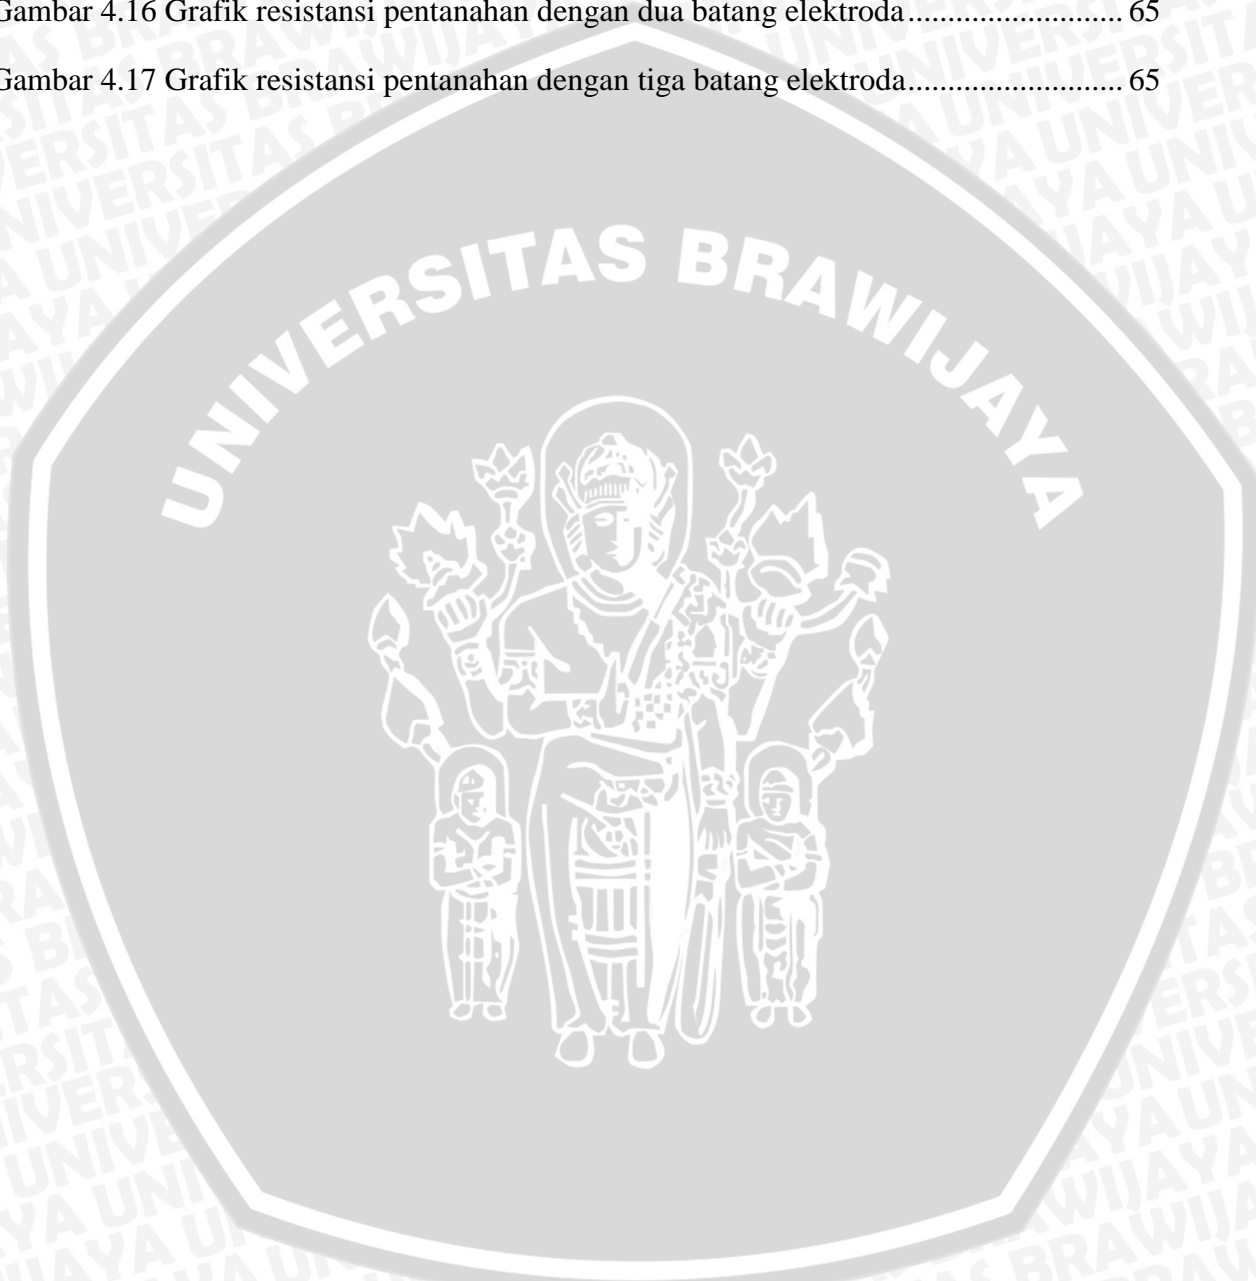 Gambar 4.16 Grafik resistansi pentanahan dengan dua batang elektroda........................... 65
Gambar 4.17 Grafik resistansi pentanahan dengan tiga batang elektroda........................... 65
UNIVERSITAS BRAWIJAYA